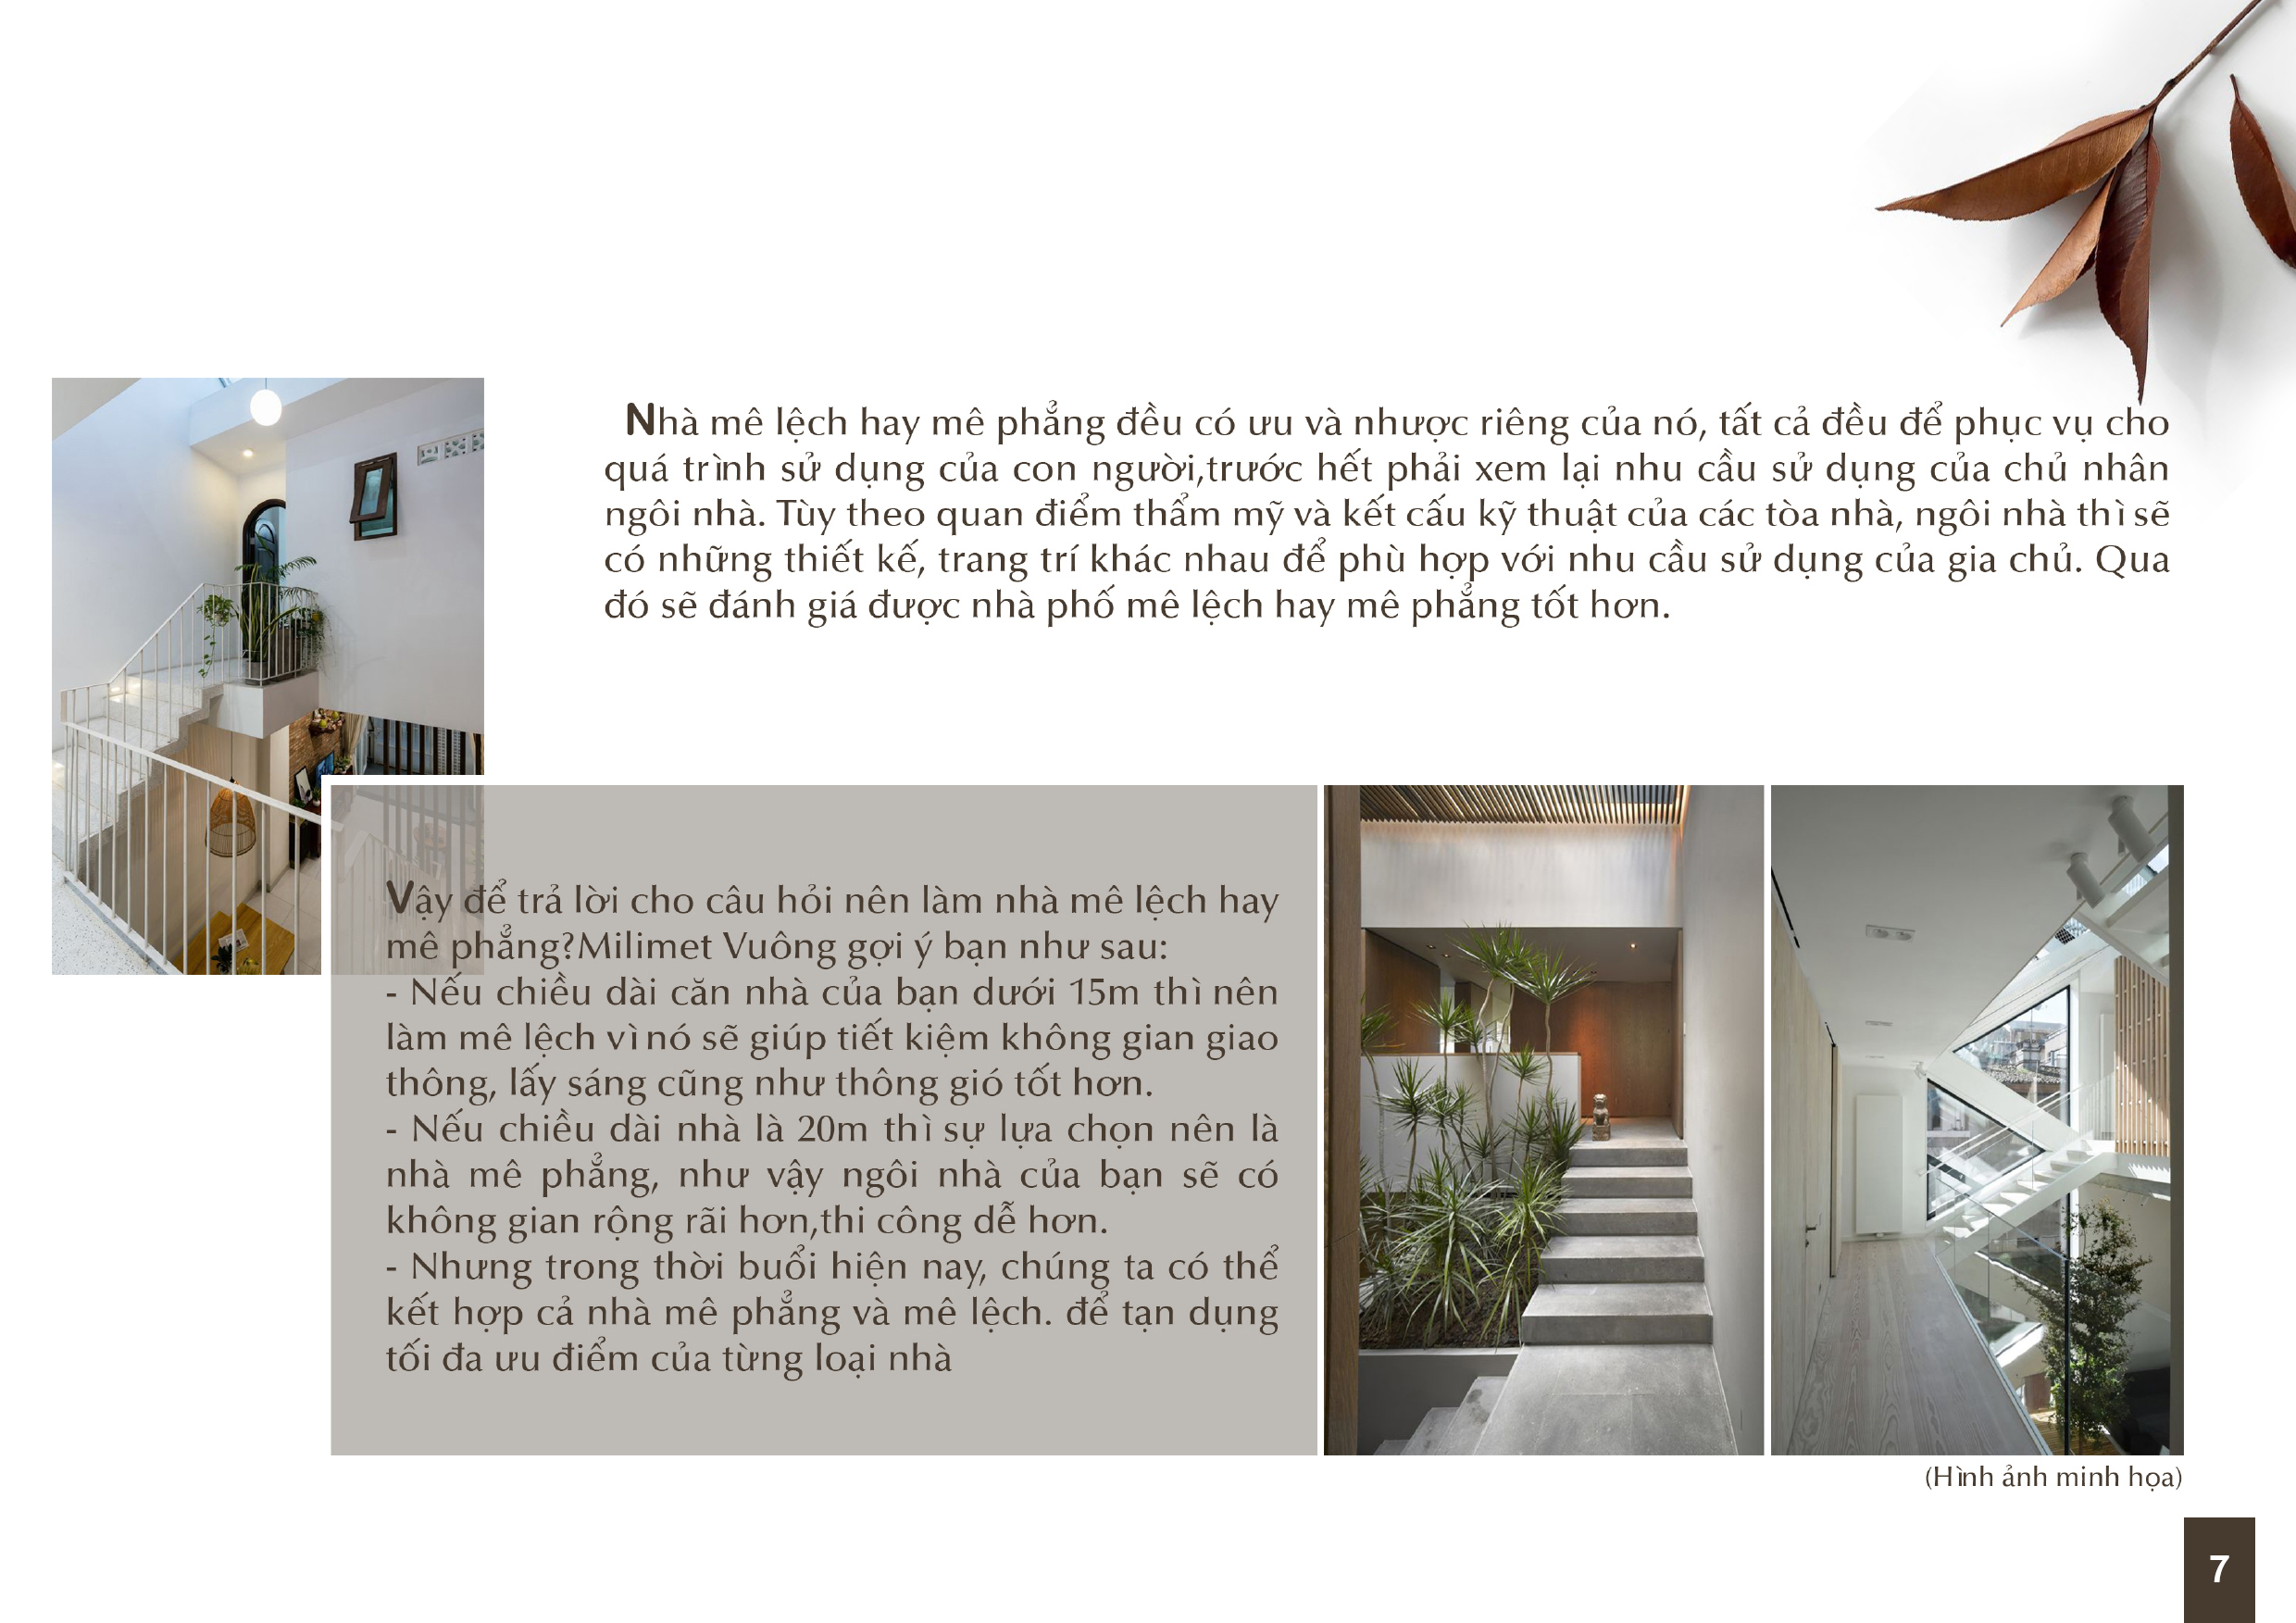 Nhà mê lệch hay mê phẳng đều có ưu và nhược riêng của nó, tất cả đều để phục vụ cho
quá trình sử dụng của con người,trước hết phải xem lại nhu cầu sử dụng của chủ nhân
ngôi nhà. Tùy theo quan điểm thẩm mỹ và kết cấu kỹ thuật của các tòa nhà, ngôi nhà thì sẽ
có những thiết kế, trang trí khác nhau để phù hợp với nhu cầu sử dụng của gia chủ. Qua
đó sẽ đánh giá được nhà phố mê lệch hay mê phẳng tốt hơn.
Vậy để trả lời cho câu hỏi nên làm nhà mê lệch hay
mê phẳng?Milimet Vuông gợi ý bạn như sau:
- Nếu chiều dài căn nhà của bạn dưới 15m thì nên
làm mê lệch vì nó sẽ giúp tiết kiệm không gian giao
thông, lấy sáng cũng như thông gió tốt hơn.
- Nếu chiều dài nhà là 20m thì sự lựa chọn nên là
nhà mê phẳng, như vậy ngôi nhà của bạn sẽ có
không gian rộng rãi hơn,thi công dễ hơn.
- Nhưng trong thời buổi hiện nay, chúng ta có thể
kết hợp cả nhà mê phẳng và mê lệch. để tạn dụng
tối đa ưu điểm của từng loại nhà
(Hình ảnh minh họa)
7